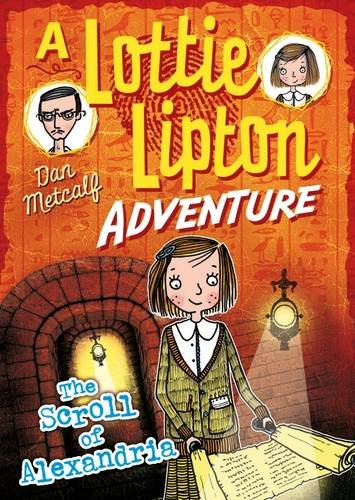 A
Lottie
Lipton
ADVENTURE
Dan
Metcalf
The
Scroll
of
Alexandria